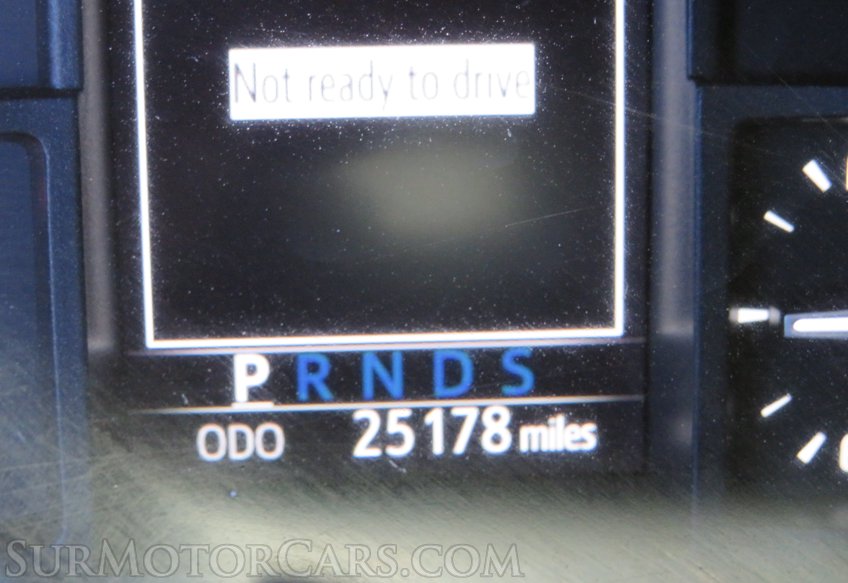 Not ready to drive
P R N D S
ODO 25178 miles
SURMOTORCARS.COM